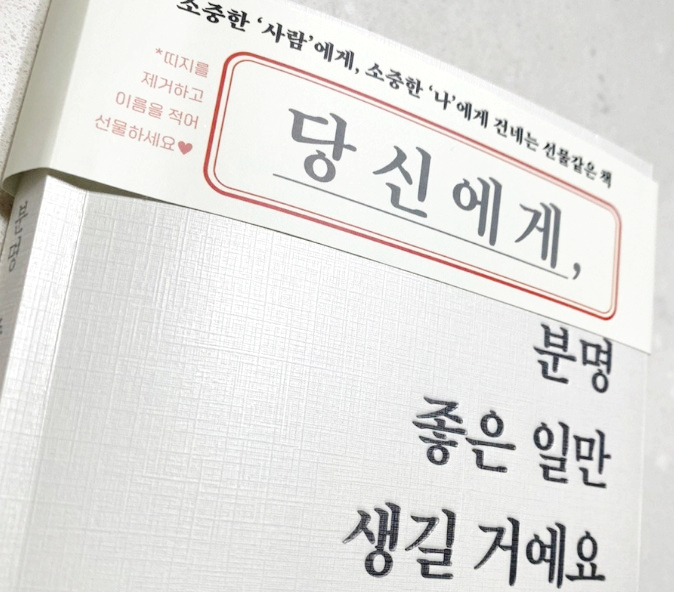 소중한 ‘사람’에게, 소중한 ‘나’에게 건네는 선물같은 책
*띠지를
제거하고
이름을 적어
선물하세요♥
당신에게,
분명
좋은 일만
생길 거예요